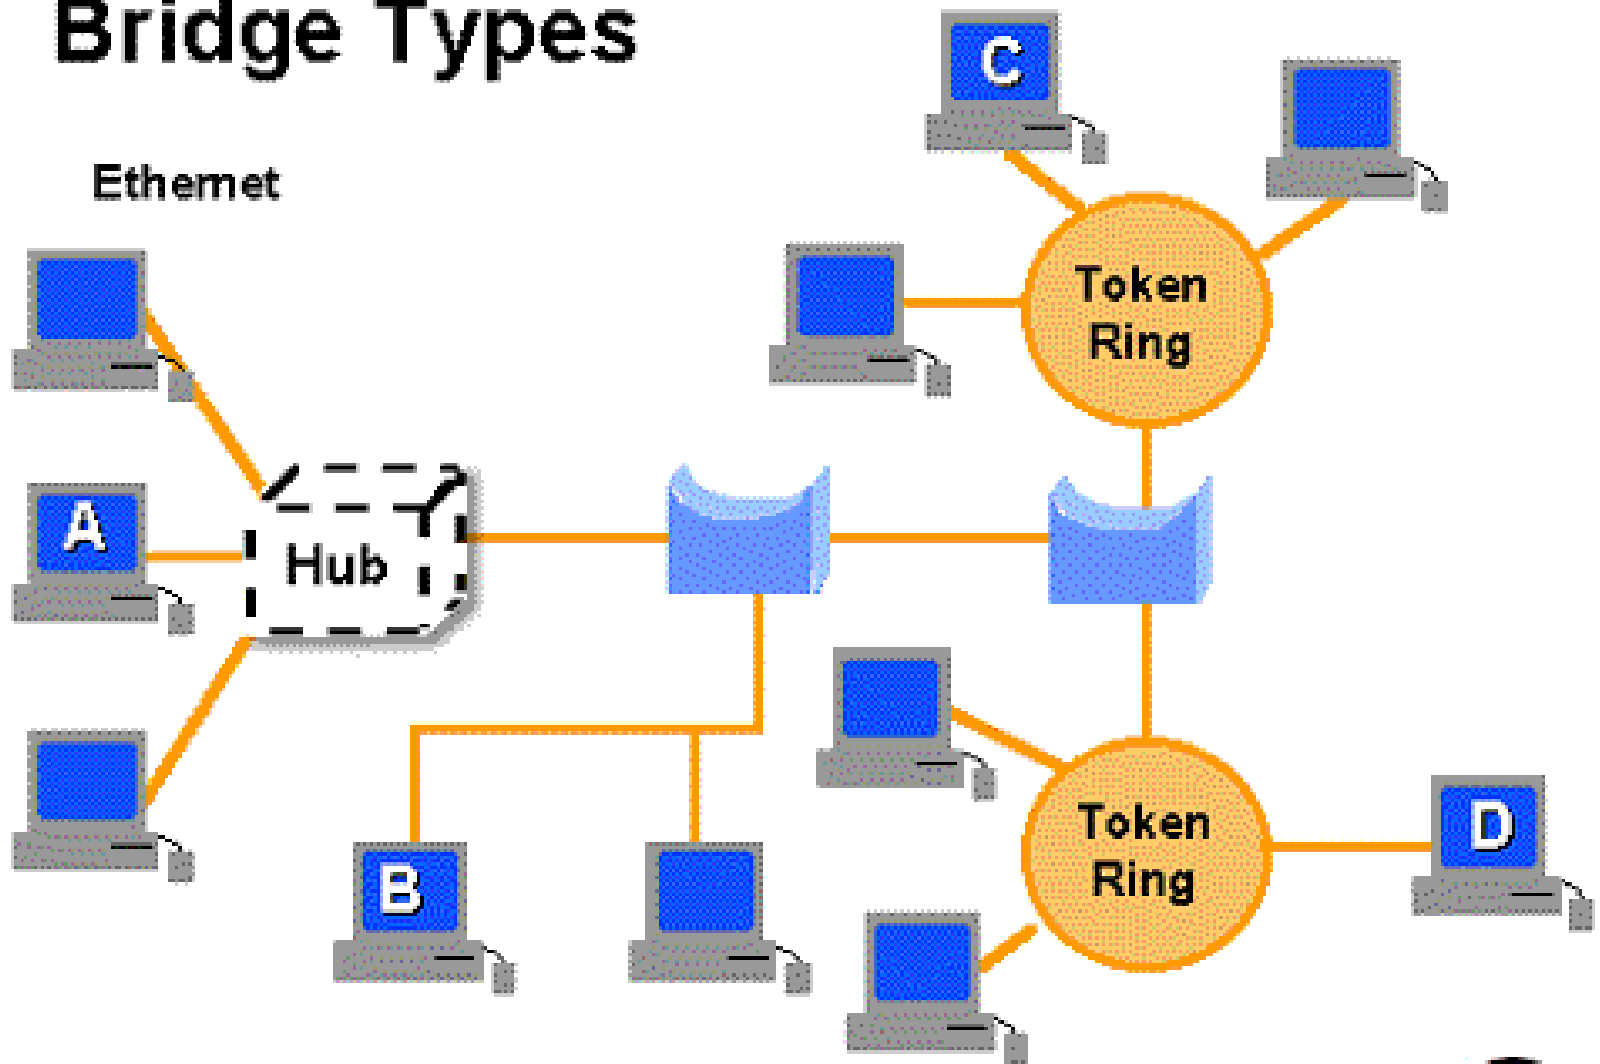 Bridge Types
Ethernet
C
Token
Ring
A
Hub
B
Token
Ring
D